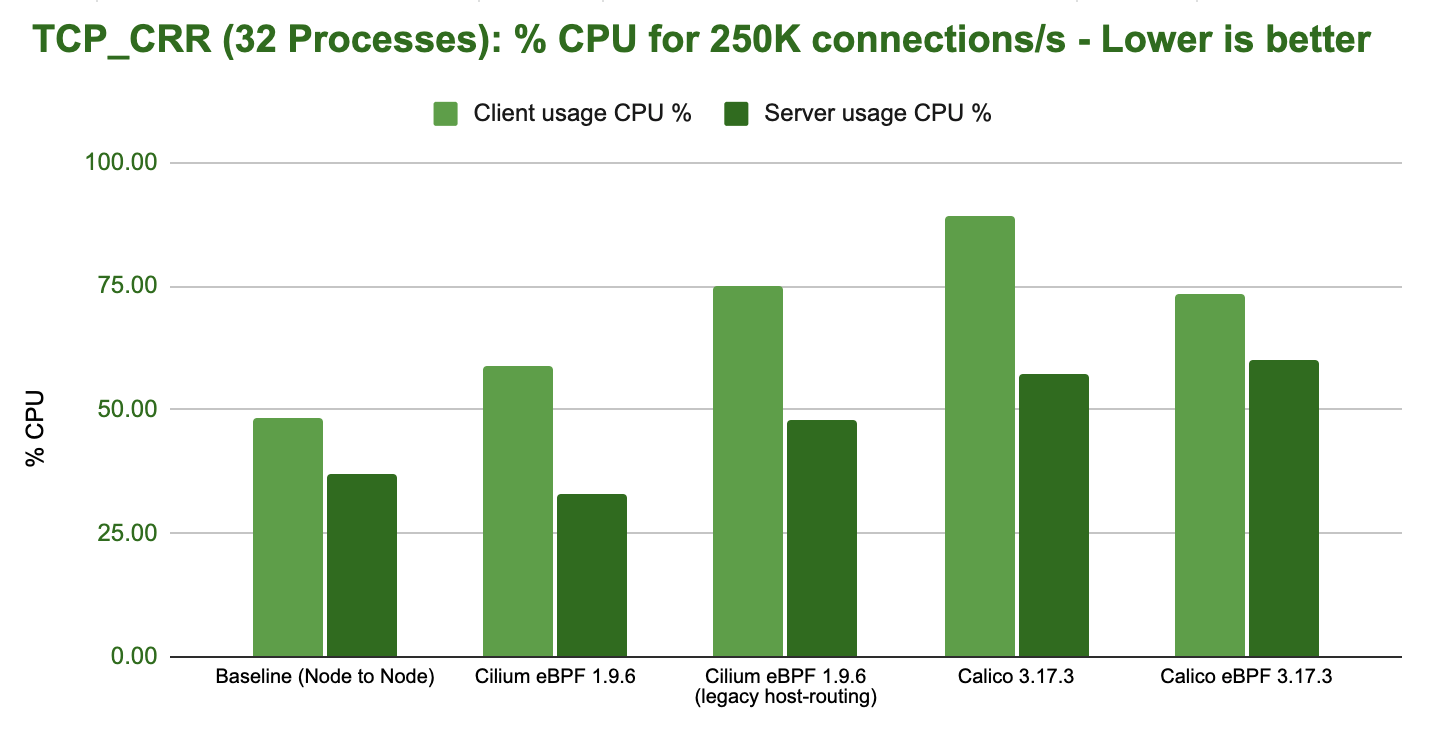 TCP_CRR (32 Processes): % CPU for 250K connections/s - Lower is better
Client usage CPU %
Server usage CPU %
100.00
75.00
50.00
25.00
0.00
% CPU
Baseline (Node to Node)
Cilium eBPF 1.9.6
Cilium eBPF 1.9.6
(legacy host-routing)
Calico 3.17.3
Calico eBPF 3.17.3